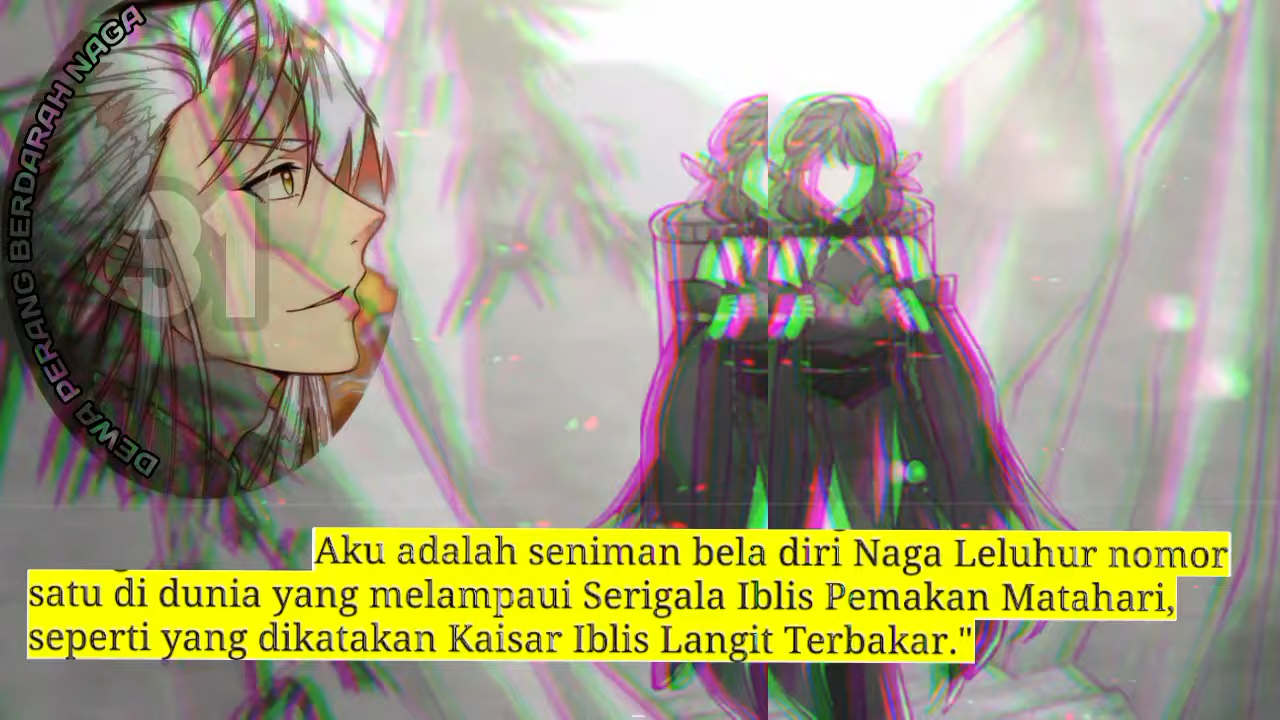 DEWA PERANG BERDARAH NAGA
31
Aku adalah seniman bela diri Naga Leluhur nomor
satu di dunia yang melampaui Serigala Iblis Pemakan Matahari,
seperti yang dikatakan Kaisar Iblis Langit Terbakar."